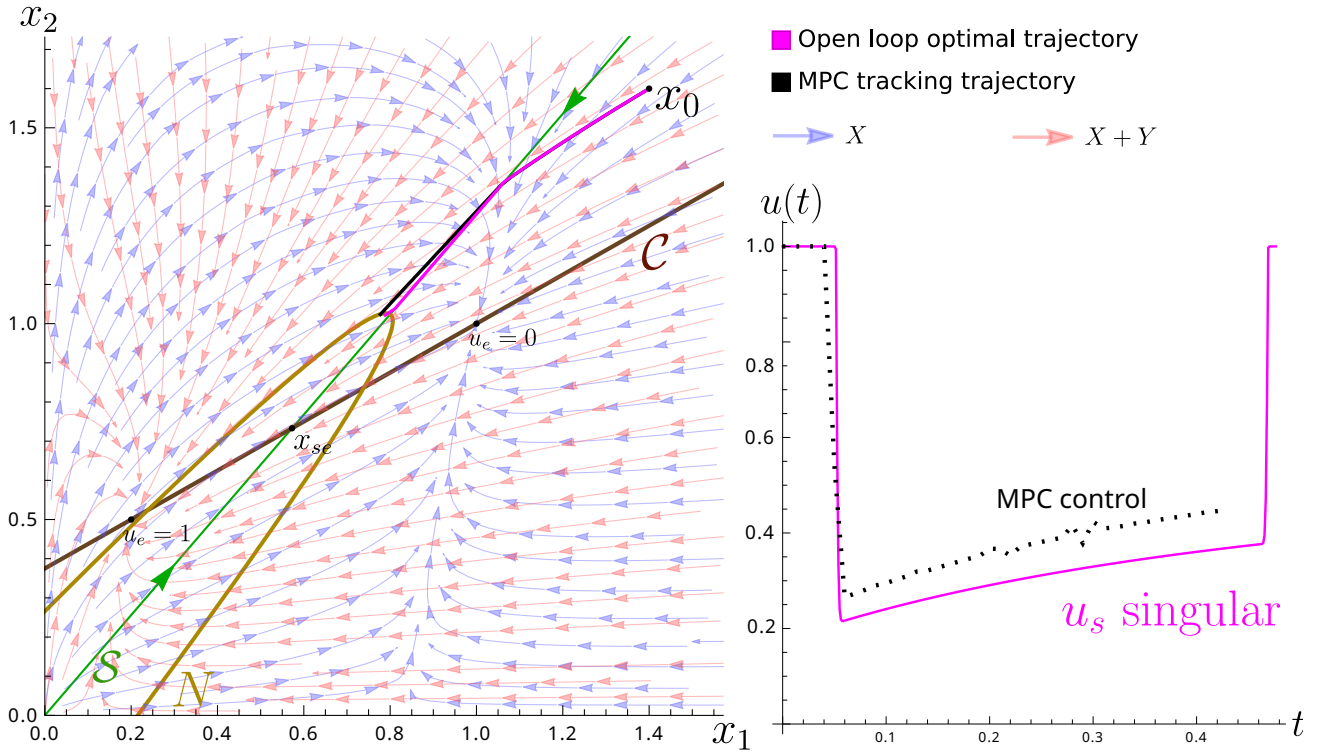 x₂
1.5
1.0
0.5
0.0
0.0 0.2 0.4 0.6 0.8 1.0 1.2 1.4
x₁
x₀
𝒞
uₑ = 0
xₛₑ
uₑ = 1
𝒮
N
Open loop optimal trajectory
MPC tracking trajectory
X
X + Y
u(t)
1.0
0.8
0.6
0.4
0.2
MPC control
uₛ singular
0.1 0.2 0.3 0.4
t